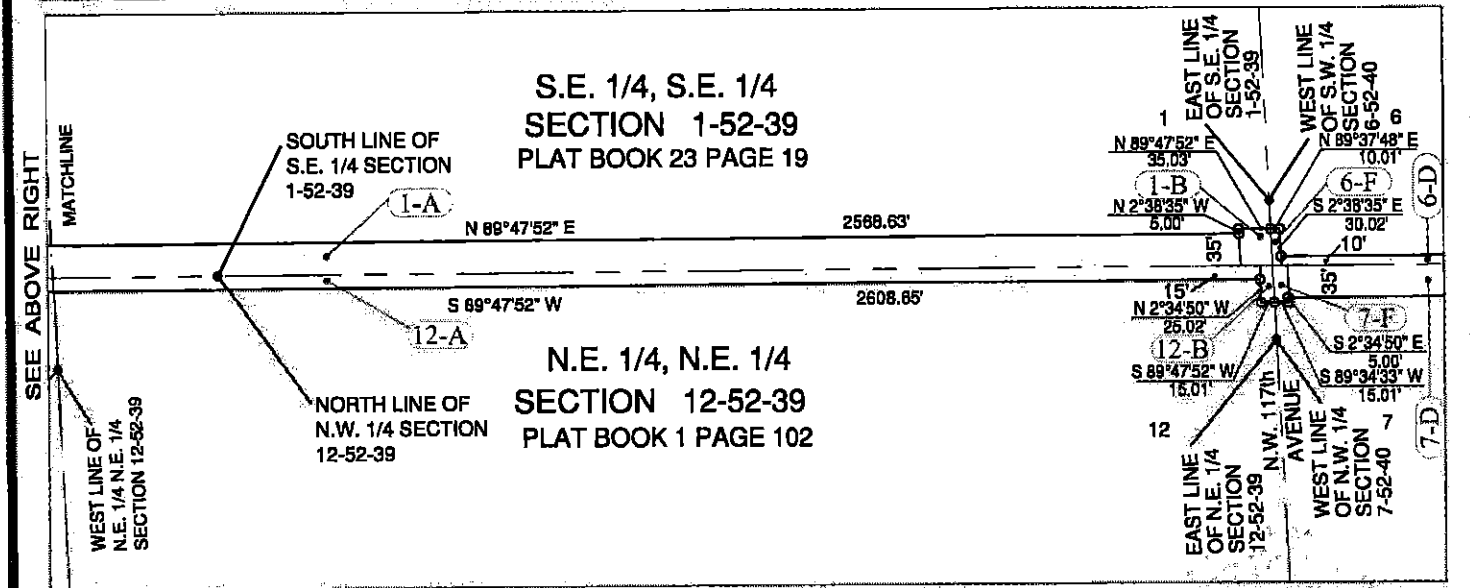 SEE ABOVE RIGHT
MATCHLINE
S.E. 1/4, S.E. 1/4
SECTION 1-52-39
PLAT BOOK 23 PAGE 19
SOUTH LINE OF
S.E. 1/4 SECTION
1-52-39
1-A
N 89°47'52" E
2568.63'
1
EAST LINE
OF S.E. 1/4
SECTION
1-52-39
WEST LINE
OF S.W. 1/4
SECTION
6-52-40
6
N 89°47'52" E
35.03'
N 89°37'48" E
10.01'
1-B
6-F
N 2°38'35" W
5.00'
S 2°38'35" E
30.02'
6-D
35'
10'
S 89°47'52" W
2608.65'
12-A
15'
35'
N 2°34'50" W
25.02'
7-F
12-B
S 2°34'50" E
5.00'
S 89°47'52" W
15.01'
S 89°34'33" W
15.01'
7-D
N.E. 1/4, N.E. 1/4
SECTION 12-52-39
PLAT BOOK 1 PAGE 102
NORTH LINE OF
N.W. 1/4 SECTION
12-52-39
WEST LINE OF
N.E. 1/4 N.E. 1/4
SECTION 12-52-39
12
EAST LINE
OF N.E. 1/4
SECTION
12-52-39
N.W. 117th
AVENUE
WEST LINE
OF N.W. 1/4
SECTION
7-52-40
7